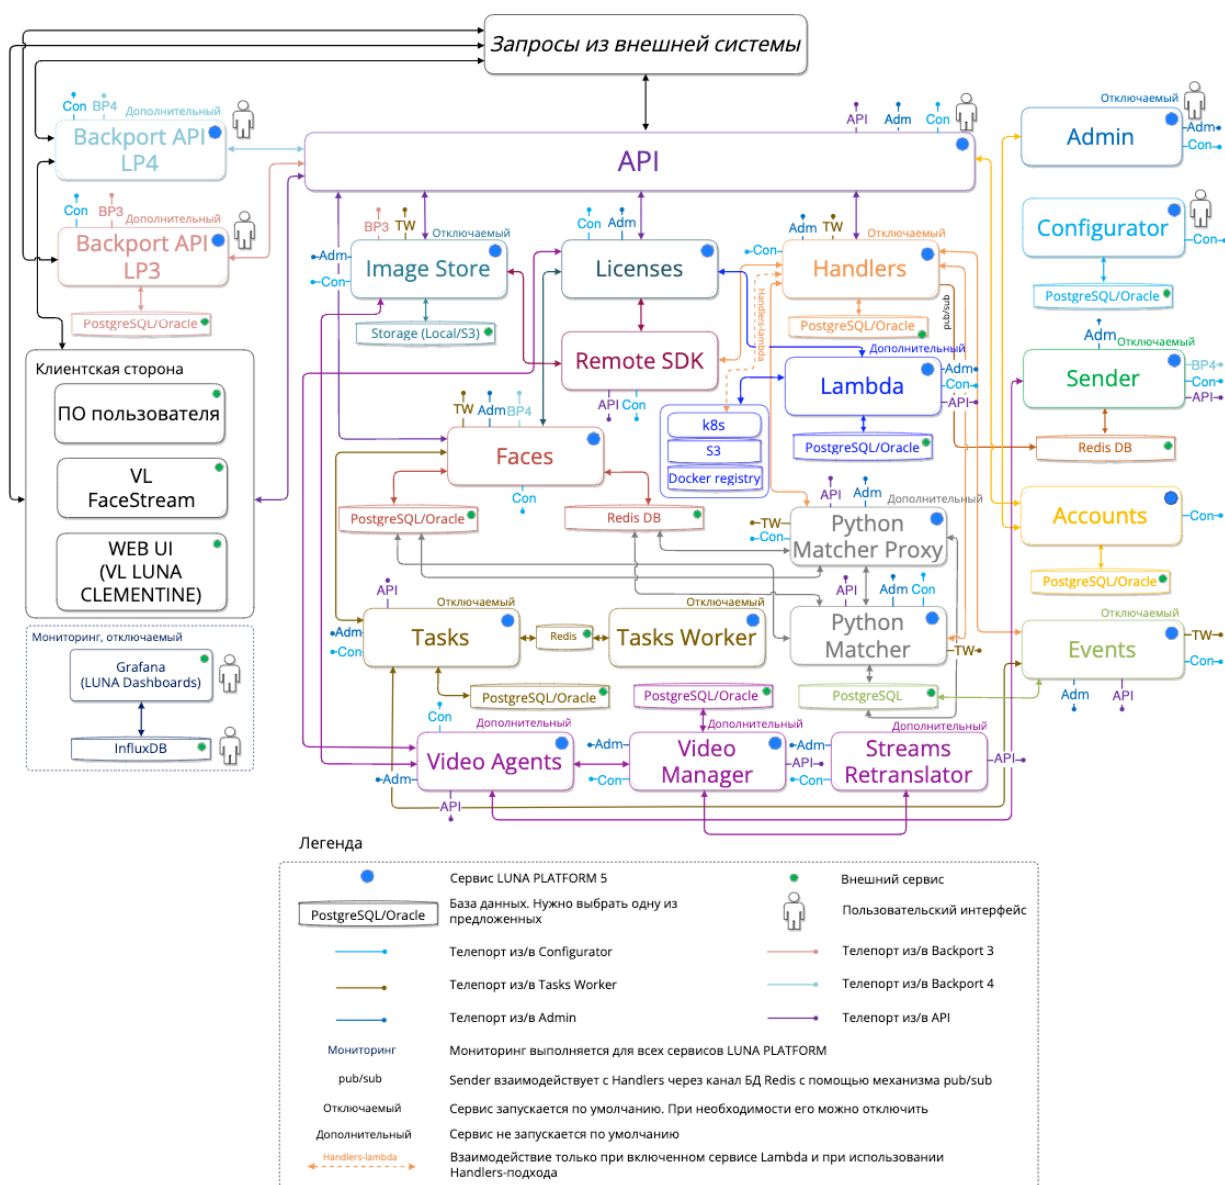 Запросы из внешней системы
Con
BP4
Дополнительный
Backport API
LP4
API
Adm
Con
API
Отключаемый
Admin
Adm
Con
Con
BP3
Дополнительный
Backport API
LP3
PostgreSQL/Oracle
BP3
TW
Отключаемый
Adm
Con
Image Store
Storage (Local/S3)
Con
Adm
Licenses
Adm
TW
Отключаемый
Con
Handlers
PostgreSQL/Oracle
Handlers-lambda
pub/sub
Configurator
Con
PostgreSQL/Oracle
Remote SDK
API
Con
Дополнительный
Lambda
Adm
Con
API
PostgreSQL/Oracle
Adm
Отключаемый
Sender
BP4
Con
API
Redis DB
k8s
S3
Docker registry
Клиентская сторона
ПО пользователя
VL
FaceStream
WEB UI
(VL LUNA
CLEMENTINE)
TW
Adm
BP4
Faces
Con
PostgreSQL/Oracle
Redis DB
API
Adm
Дополнительный
TW
Con
Python
Matcher Proxy
Accounts
Con
PostgreSQL/Oracle
API
Отключаемый
Adm
Con
Tasks
Redis
Отключаемый
Tasks Worker
PostgreSQL/Oracle
API
Adm
Con
Python
Matcher
TW
PostgreSQL
Отключаемый
Events
TW
Con
Adm
API
Мониторинг, отключаемый
Grafana
(LUNA Dashboards)
InfluxDB
Con
Дополнительный
Video Agents
Adm
API
PostgreSQL/Oracle
Дополнительный
Adm
Con
Video
Manager
Adm
API
Con
Дополнительный
Streams
Retranslator
API
Легенда
Сервис LUNA PLATFORM 5
Внешний сервис
PostgreSQL/Oracle
База данных. Нужно выбрать одну из
предложенных
Пользовательский интерфейс
Телепорт из/в Configurator
Телепорт из/в Backport 3
Телепорт из/в Tasks Worker
Телепорт из/в Backport 4
Телепорт из/в Admin
Телепорт из/в API
Мониторинг
Мониторинг выполняется для всех сервисов LUNA PLATFORM
pub/sub
Sender взаимодействует с Handlers через канал БД Redis с помощью механизма pub/sub
Отключаемый
Сервис запускается по умолчанию. При необходимости его можно отключить
Дополнительный
Сервис не запускается по умолчанию
Handlers-lambda
Взаимодействие только при включенном сервисе Lambda и при использовании
Handlers-подхода